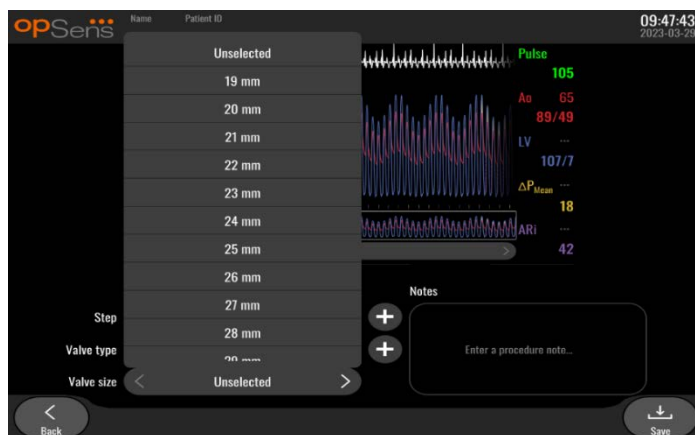 opSens
Name Patient ID
09:47:43
2023-03-29
Unselected
19 mm
20 mm
21 mm
22 mm
23 mm
24 mm
25 mm
26 mm
27 mm
28 mm
29 mm
Pulse
105
Ao 65
89/49
LV ---
107/7
ΔPMean ---
18
ARi ---
42
Step
Valve type
Valve size
Unselected
Notes
Enter a procedure note...
Back
Save